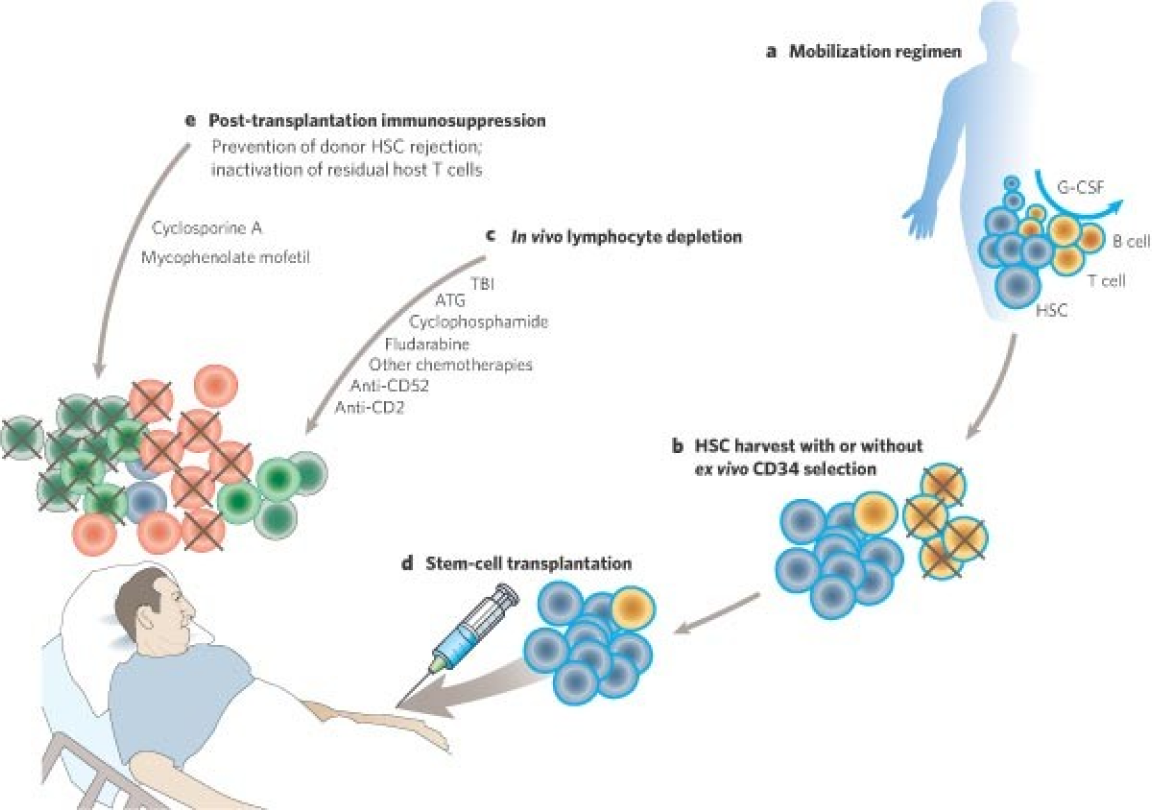 a Mobilization regimen
G-CSF
B cell
T cell
HSC
b HSC harvest with or without
ex vivo CD34 selection
c In vivo lymphocyte depletion
TBI
ATG
Cyclophosphamide
Fludarabine
Other chemotherapies
Anti-CD52
Anti-CD2
d Stem-cell transplantation
e Post-transplantation immunosuppression
Prevention of donor HSC rejection;
inactivation of residual host T cells
Cyclosporine A
Mycophenolate mofetil